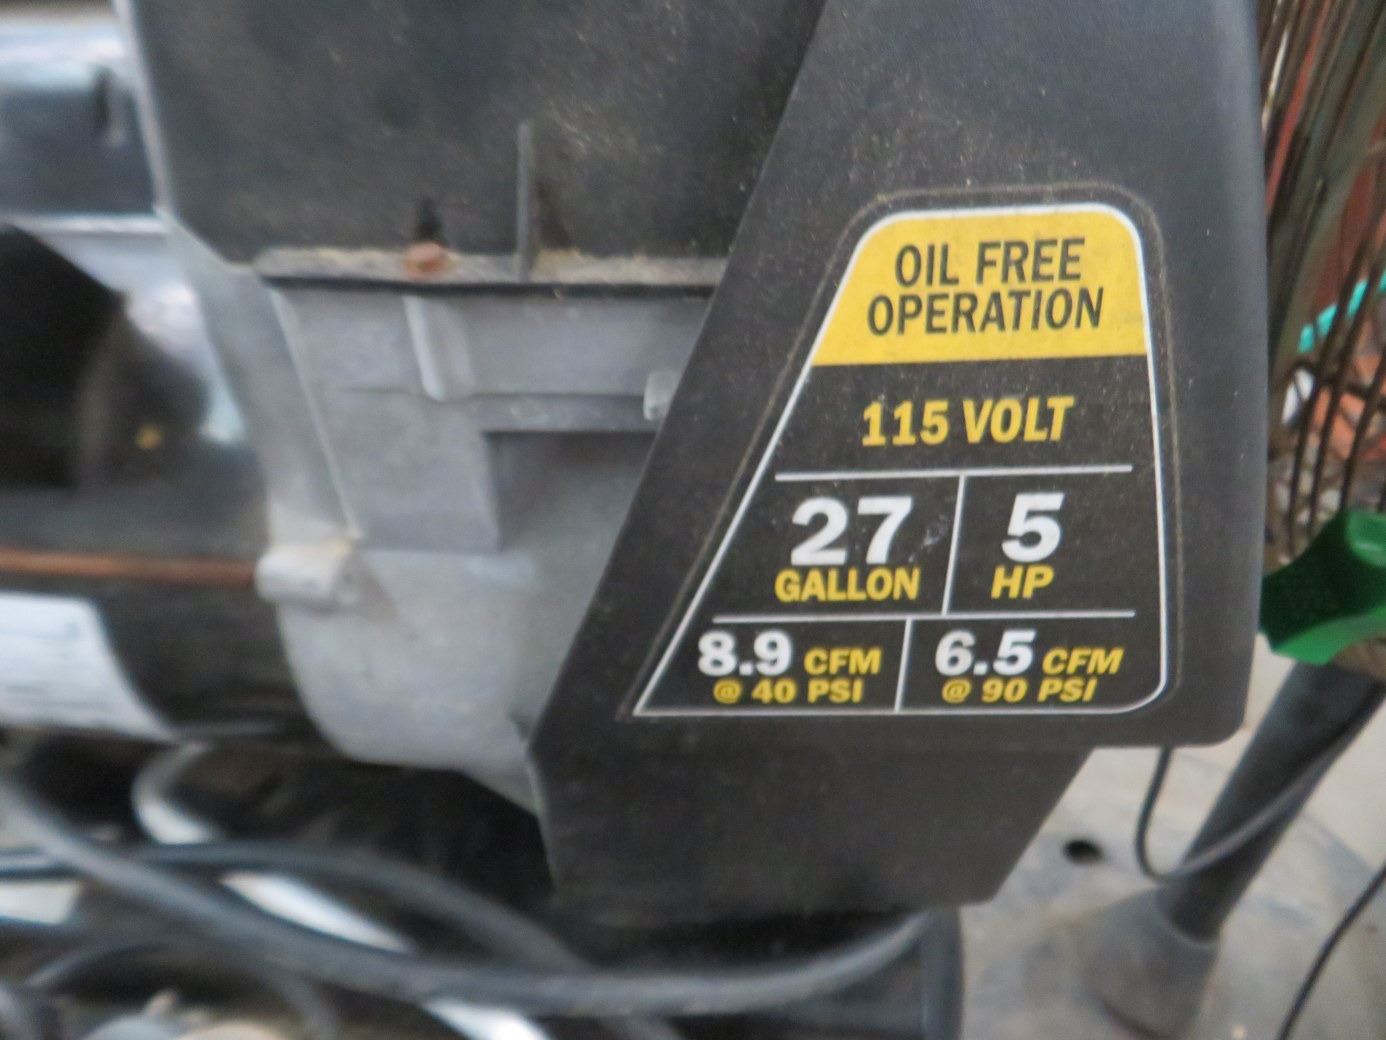 OIL FREE
OPERATION
115 VOLT
27
GALLON
5
HP
8.9 CFM
@ 40 PSI
6.5 CFM
@ 90 PSI